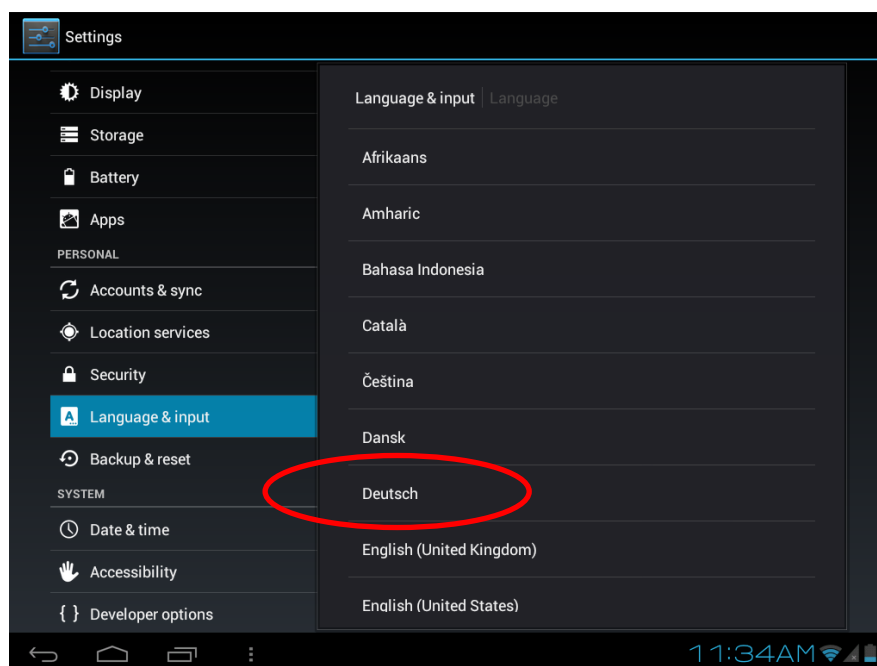 Settings
Display
Storage
Battery
Apps
PERSONAL
Accounts & sync
Location services
Security
Language & input
Backup & reset
SYSTEM
Date & time
Accessibility
{ } Developer options
Language & input Language
Afrikaans
Amharic
Bahasa Indonesia
Català
Čeština
Dansk
Deutsch
English (United Kingdom)
English (United States)
11:34AM